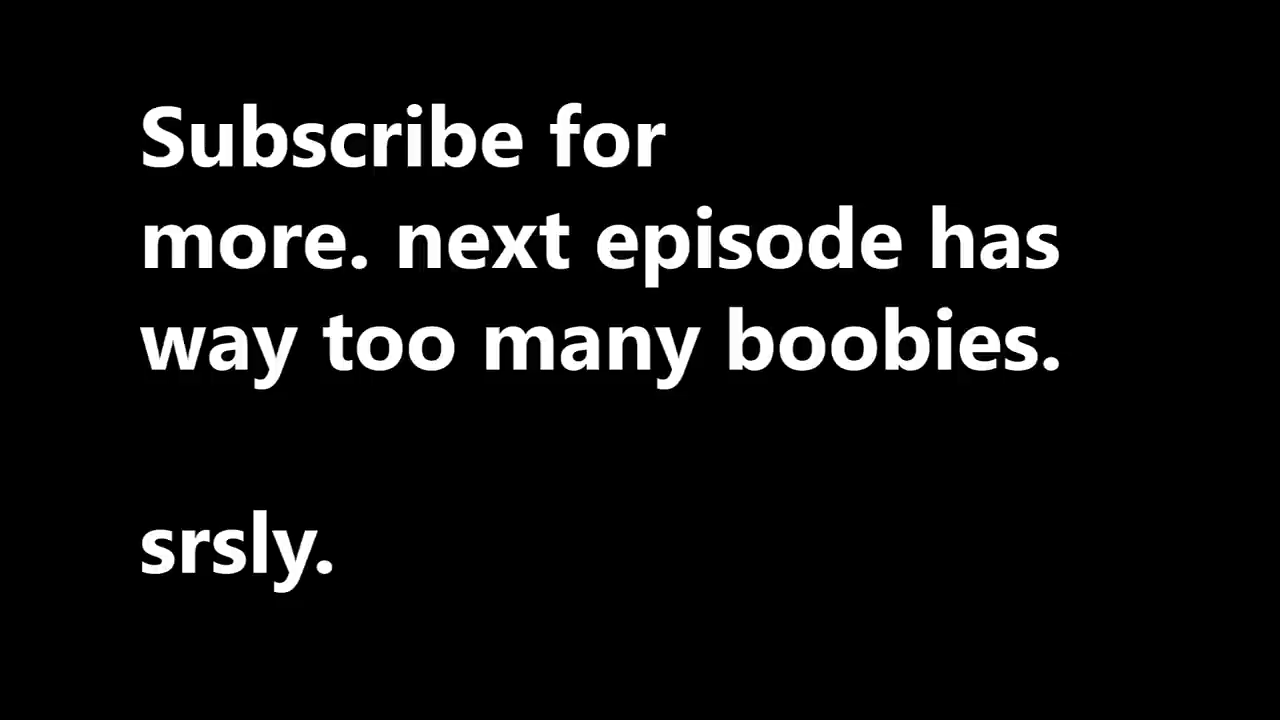 Subscribe for
more. next episode has
way too many boobies.
srsly.